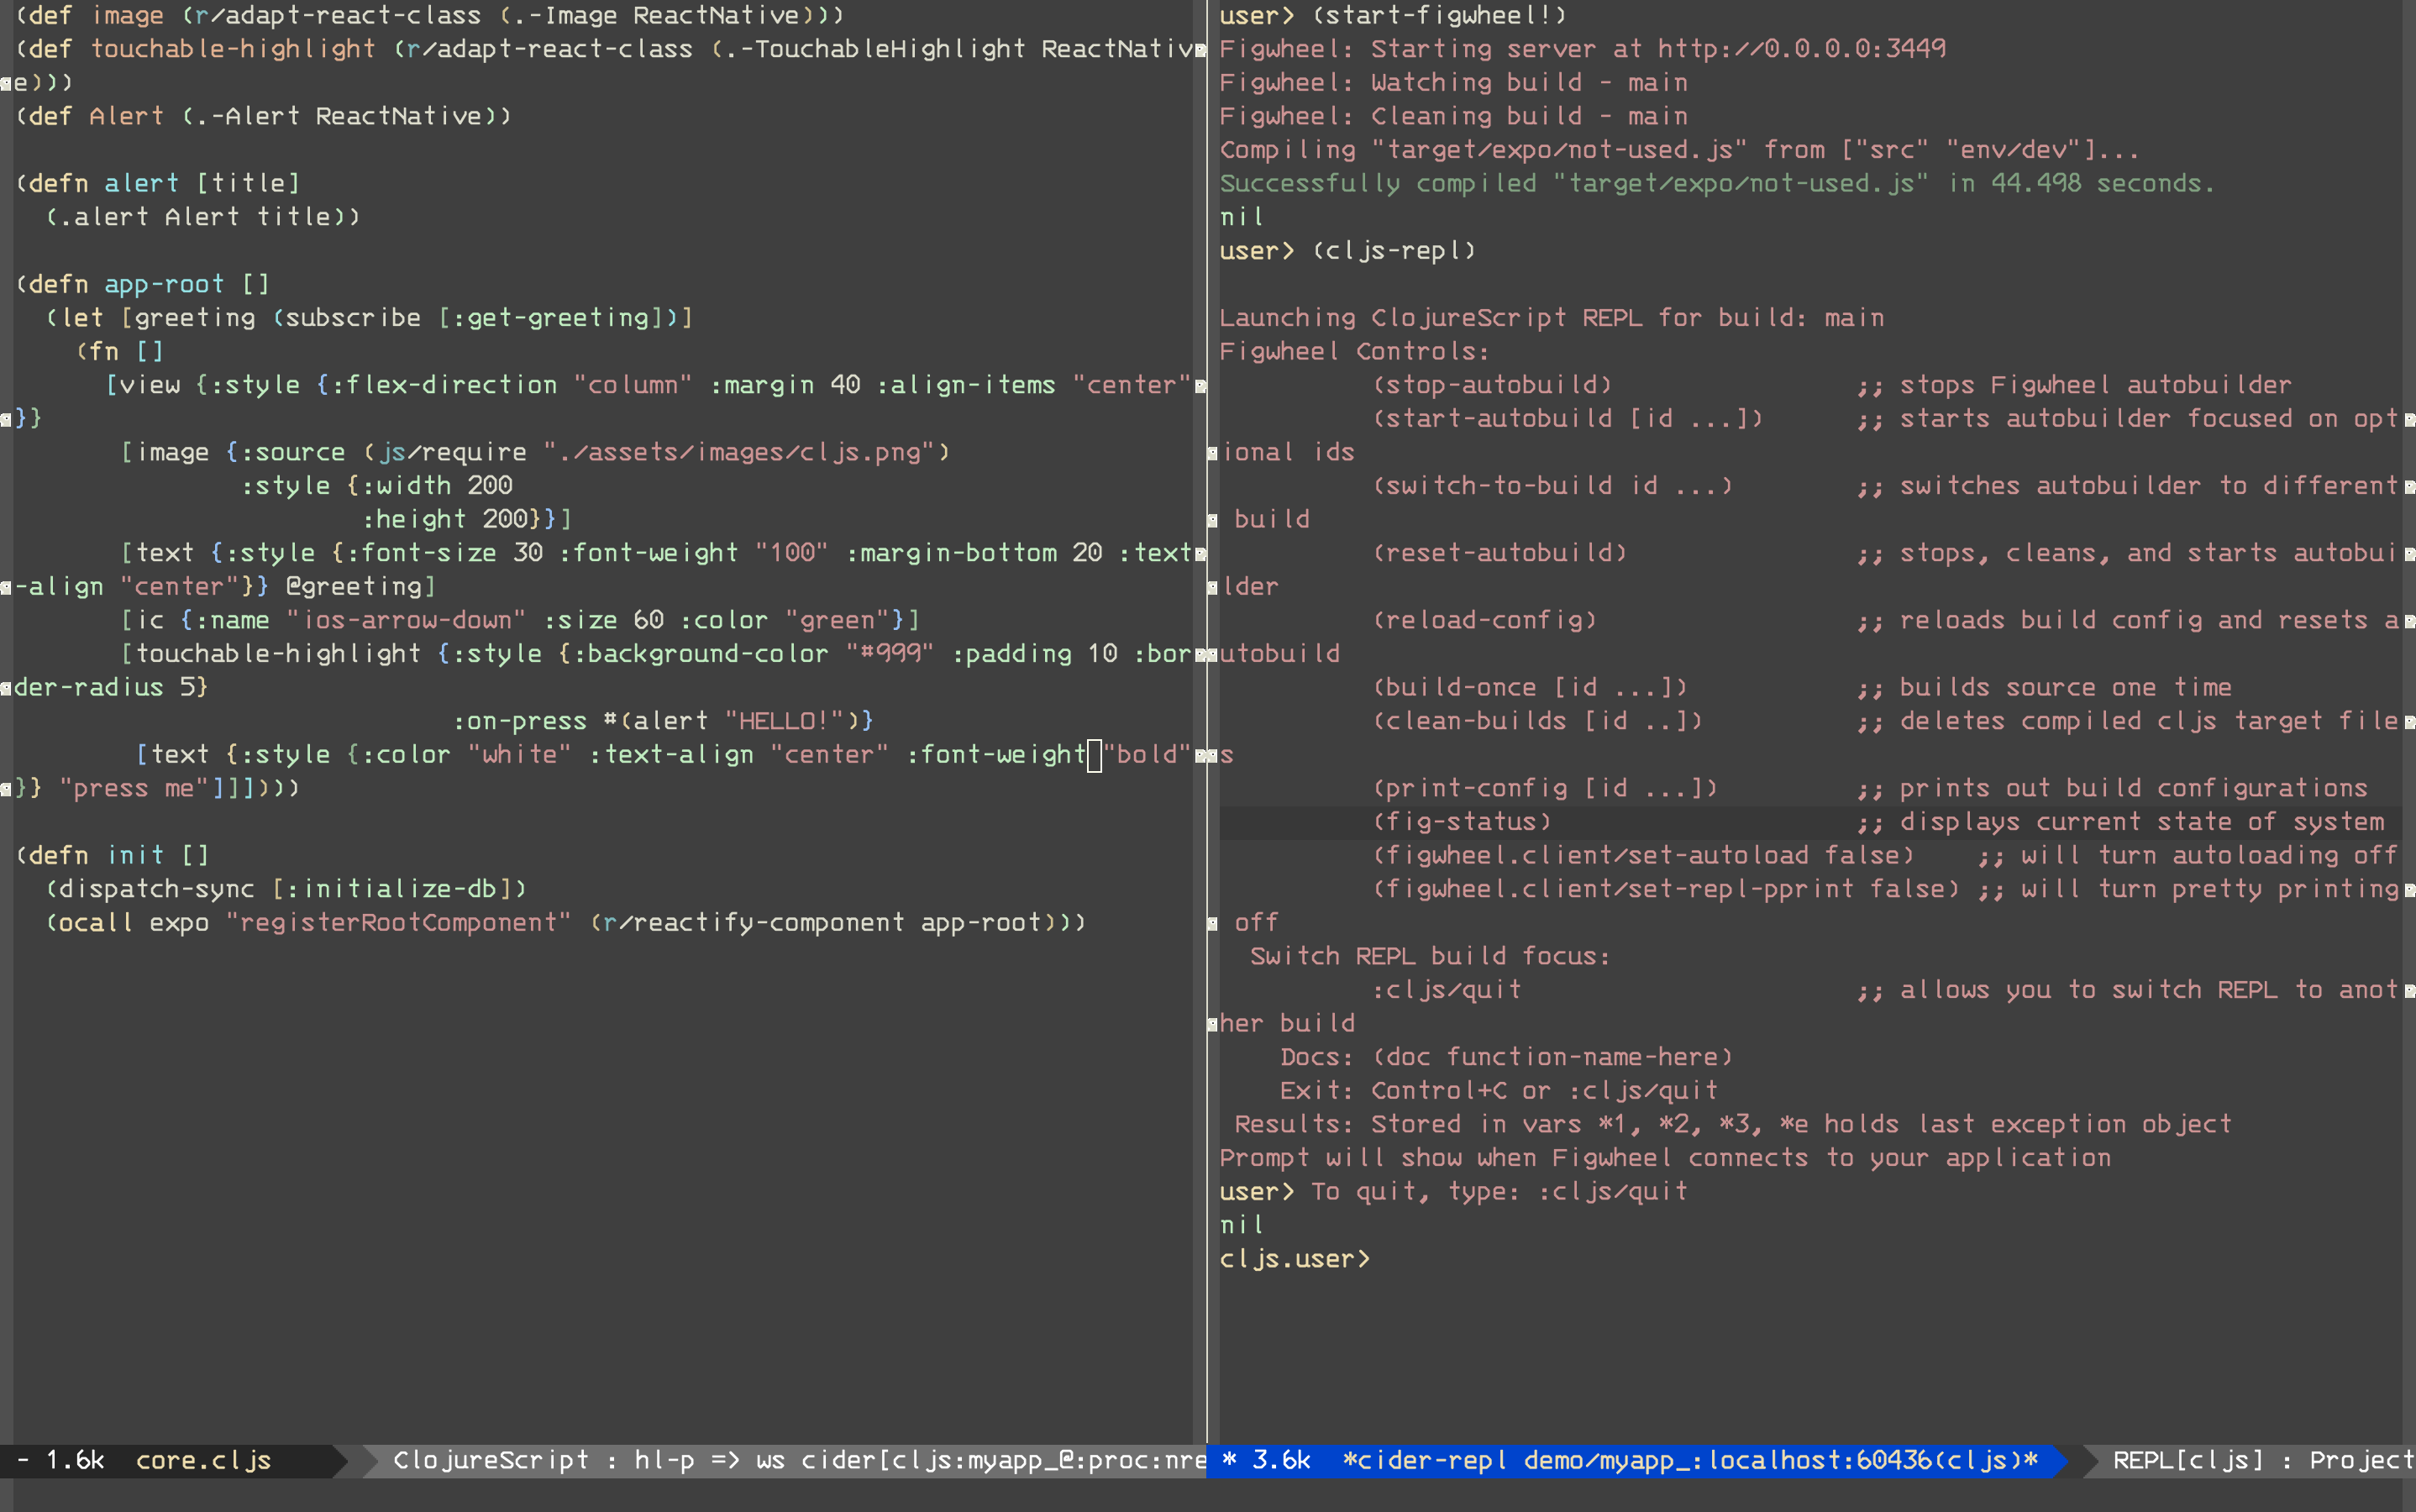 (def image (r/adapt-react-class (.-Image ReactNative)))
(def touchable-highlight (r/adapt-react-class (.-TouchableHighlight ReactNativ
e)))
(def Alert (.-Alert ReactNative))
(defn alert [title]
  (.alert Alert title))
(defn app-root []
  (let [greeting (subscribe [:get-greeting])]
    (fn []
      [view {:style {:flex-direction "column" :margin 40 :align-items "center"
}}
       [image {:source (js/require "./assets/images/cljs.png")
               :style {:width 200
                       :height 200}}]
       [text {:style {:font-size 30 :font-weight "100" :margin-bottom 20 :text
-align "center"}} @greeting]
       [ic {:name "ios-arrow-down" :size 60 :color "green"}]
       [touchable-highlight {:style {:background-color "#999" :padding 10 :bor
der-radius 5}
                             :on-press #(alert "HELLO!")}
        [text {:style {:color "white" :text-align "center" :font-weight "bold"
}} "press me"]]])))
(defn init []
  (dispatch-sync [:initialize-db])
  (ocall expo "registerRootComponent" (r/reactify-component app-root)))
- 1.6k core.cljs ClojureScript : hl-p => ws cider[cljs:myapp_@:proc:nre
user> (start-figwheel!)
Figwheel: Starting server at http://0.0.0.0:3449
Figwheel: Watching build - main
Figwheel: Cleaning build - main
Compiling "target/expo/not-used.js" from ["src" "env/dev"]...
Successfully compiled "target/expo/not-used.js" in 44.498 seconds.
nil
user> (cljs-repl)
Launching ClojureScript REPL for build: main
Figwheel Controls:
          (stop-autobuild)                ;; stops Figwheel autobuilder
          (start-autobuild [id ...])      ;; starts autobuilder focused on opt
ional ids
          (switch-to-build id ...)        ;; switches autobuilder to different
 build
          (reset-autobuild)               ;; stops, cleans, and starts autobui
lder
          (reload-config)                 ;; reloads build config and resets a
utobuild
          (build-once [id ...])           ;; builds source one time
          (clean-builds [id ..])          ;; deletes compiled cljs target file
s
          (print-config [id ...])         ;; prints out build configurations
          (fig-status)                    ;; displays current state of system
          (figwheel.client/set-autoload false)    ;; will turn autoloading off
          (figwheel.client/set-repl-pprint false) ;; will turn pretty printing
 off
  Switch REPL build focus:
          :cljs/quit                      ;; allows you to switch REPL to anot
her build
    Docs: (doc function-name-here)
    Exit: Control+C or :cljs/quit
 Results: Stored in vars *1, *2, *3, *e holds last exception object
Prompt will show when Figwheel connects to your application
user> To quit, type: :cljs/quit
nil
cljs.user>
* 3.6k *cider-repl demo/myapp_:localhost:60436(cljs)* REPL[cljs] : Project